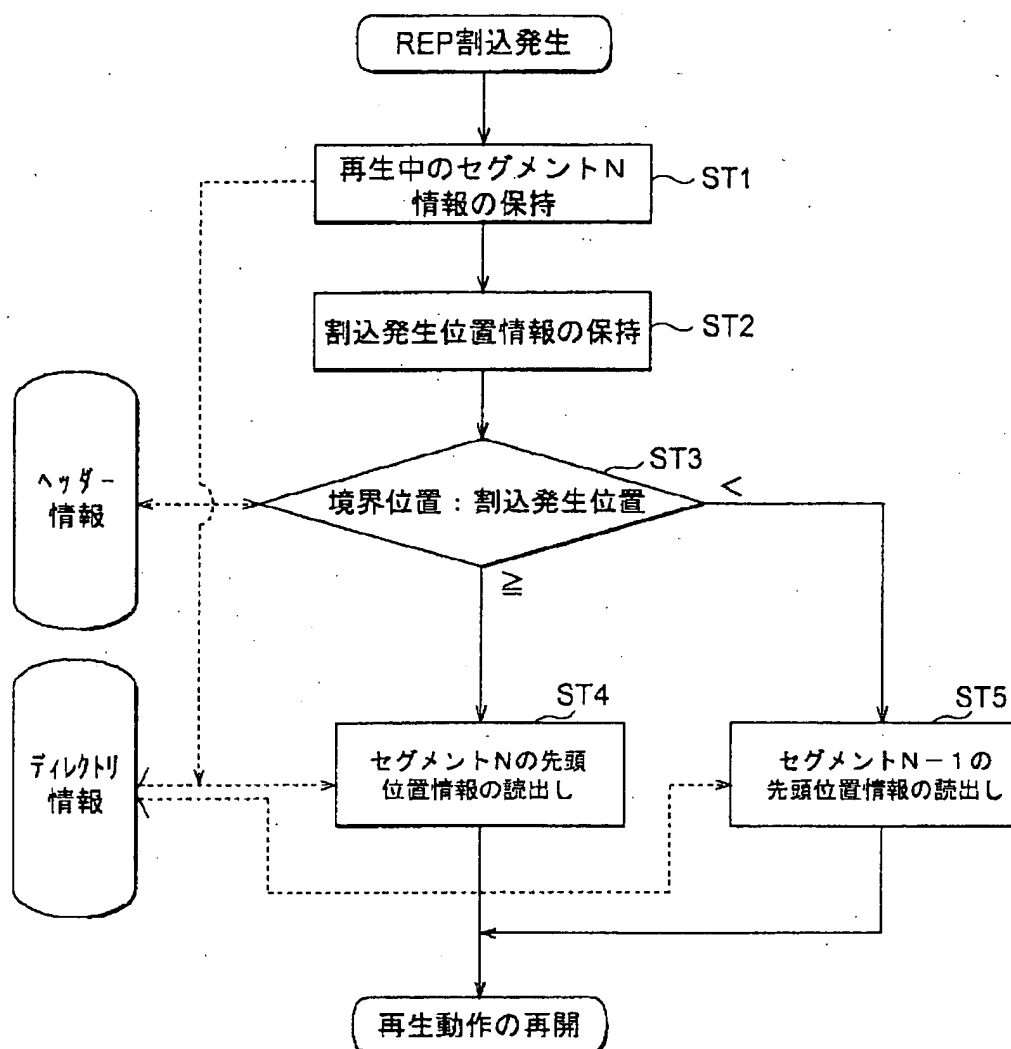 REP割込発生
再生中のセグメントN
情報の保持
ST1
割込発生位置情報の保持
ST2
ST3
境界位置：割込発生位置
<
≧
ヘッダー
情報
ディレクトリ
情報
ST4
セグメントNの先頭
位置情報の読出し
ST5
セグメントN－1の
先頭位置情報の読出し
再生動作の再開